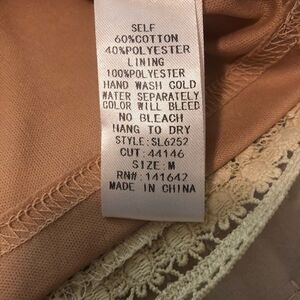 SELF
60%COTTON
40%POLYESTER
LINING
100%POLYESTER
HAND WASH COLD
WATER SEPARATELY
COLOR WILL BLEED
NO BLEACH
HANG TO DRY
STYLE:SL6252
CUT:44146
SIZE:M
RN#:141642
MADE IN CHINA